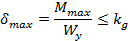 δmax = Mmax / Wy ≤ kg